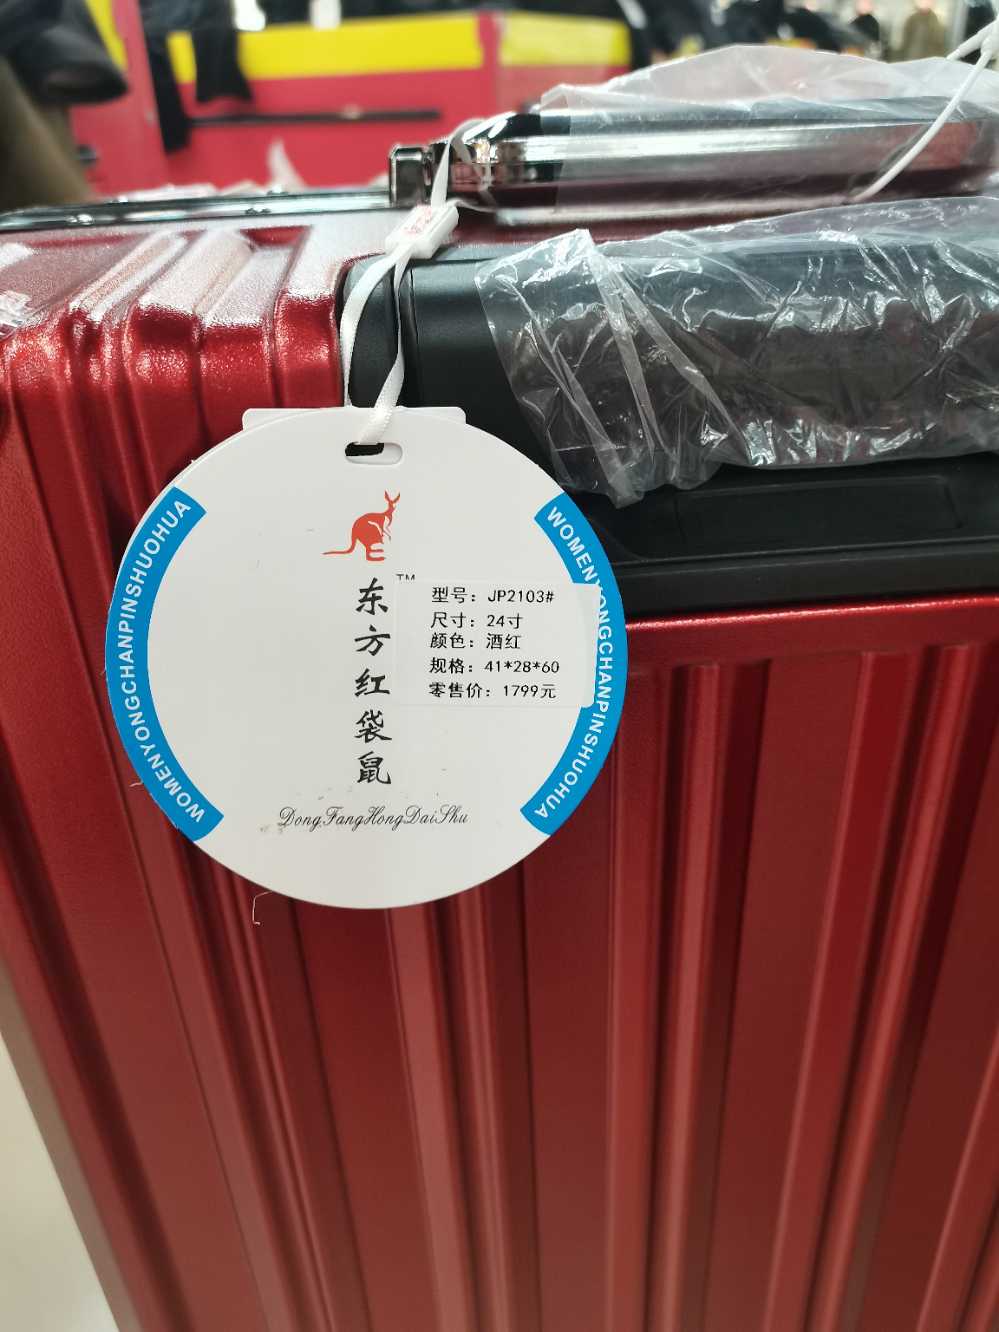 WOMENYONGCHANPINSHUOHUA
WOMENYONGCHANPINSHUOHUA
东方红袋鼠
TM
DongFangHongDaiShu
型号：JP2103#
尺寸：24寸
颜色：酒红
规格：41*28*60
零售价：1799元